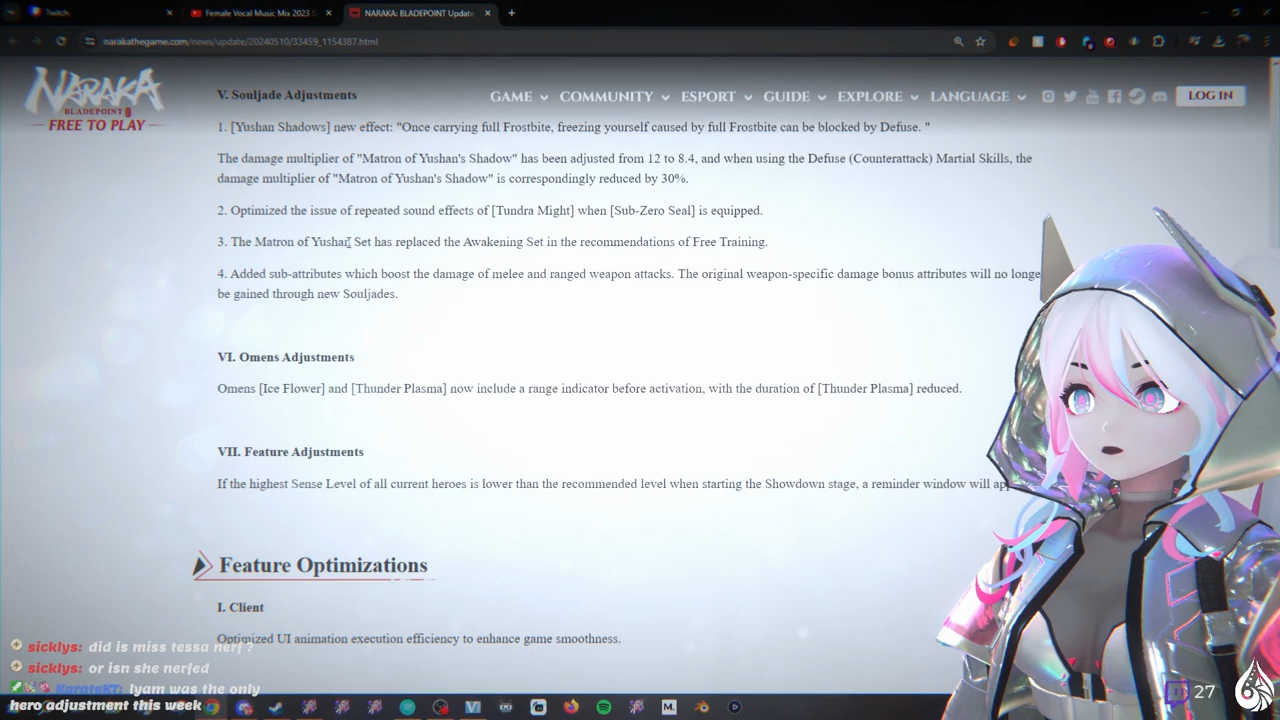 Twitch
Female Vocal Music Mix 2023
NARAKA: BLADEPOINT Update
narakathegame.com/news/update/20240510/33459_1154387.html
NARAKA
BLADEPOINT
FREE TO PLAY
GAME COMMUNITY ESPORT GUIDE EXPLORE LANGUAGE LOG IN
V. Souljade Adjustments
1. [Yushan Shadows] new effect: "Once carrying full Frostbite, freezing yourself caused by full Frostbite can be blocked by Defuse. "
The damage multiplier of "Matron of Yushan's Shadow" has been adjusted from 12 to 8.4, and when using the Defuse (Counterattack) Martial Skills, the
damage multiplier of "Matron of Yushan's Shadow" is correspondingly reduced by 30%.
2. Optimized the issue of repeated sound effects of [Tundra Might] when [Sub-Zero Seal] is equipped.
3. The Matron of Yushan Set has replaced the Awakening Set in the recommendations of Free Training.
4. Added sub-attributes which boost the damage of melee and ranged weapon attacks. The original weapon-specific damage bonus attributes will no longe
be gained through new Souljades.
VI. Omens Adjustments
Omens [Ice Flower] and [Thunder Plasma] now include a range indicator before activation, with the duration of [Thunder Plasma] reduced.
VII. Feature Adjustments
If the highest Sense Level of all current heroes is lower than the recommended level when starting the Showdown stage, a reminder window will ap
Feature Optimizations
I. Client
Optimized UI animation execution efficiency to enhance game smoothness.
sicklys: did is miss tessa nerf ?
sicklys: or isn she nerfed
KarateKT: Iyam was the only
hero adjustment this week
27